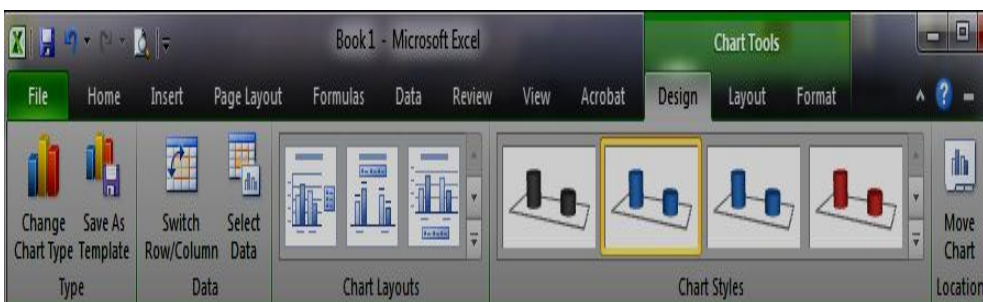 Book1 - Microsoft Excel
Chart Tools
File Home Insert Page Layout Formulas Data Review View Acrobat Design Layout Format
Change Chart Type
Save As Template
Switch Row/Column
Select Data
Move Chart
Type
Data
Chart Layouts
Chart Styles
Location